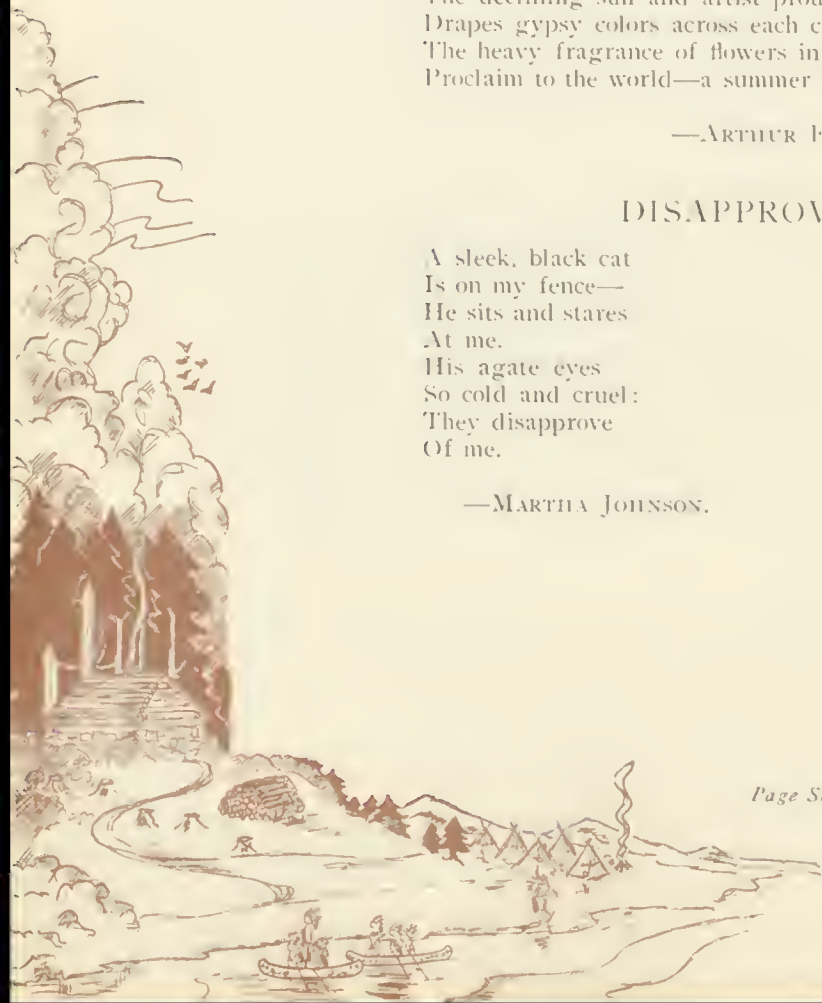 Drapes gypsy colors across each
The heavy fragrance of flowers in
Proclaim to the world—a summer
—ARTHUR
DISAPPROV
A sleek, black cat
Is on my fence—
He sits and stares
At me.
His agate eyes
So cold and cruel:
They disapprove
Of me.
—MARTHA JOHNSON.
Page